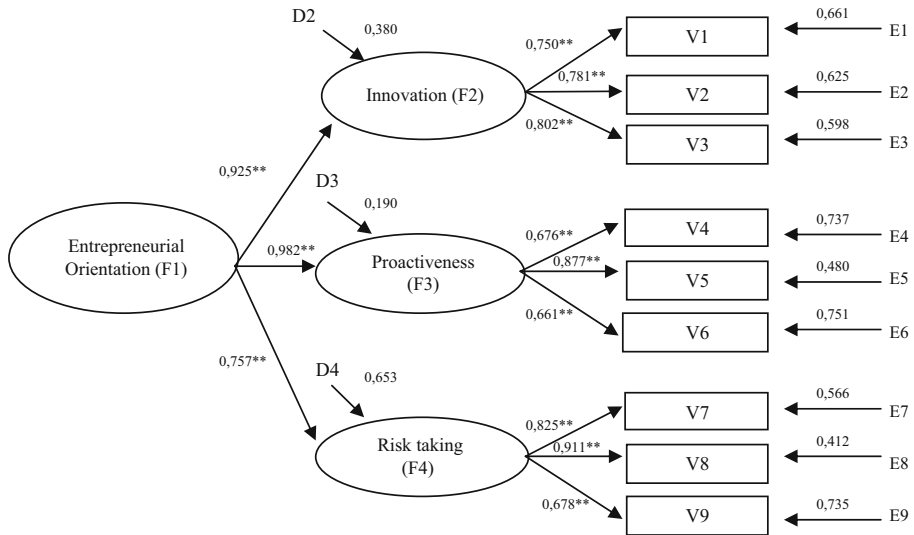 D2
0,380
Innovation (F2)
0,750**
0,781**
0,802**
V1
V2
V3
0,661
0,625
0,598
E1
E2
E3
0,925**
0,982**
0,757**
Entrepreneurial
Orientation (F1)
D3
0,190
Proactiveness
(F3)
0,676**
0,877**
0,661**
V4
V5
V6
0,737
0,480
0,751
E4
E5
E6
D4
0,653
Risk taking
(F4)
0,825**
0,911**
0,678**
V7
V8
V9
0,566
0,412
0,735
E7
E8
E9